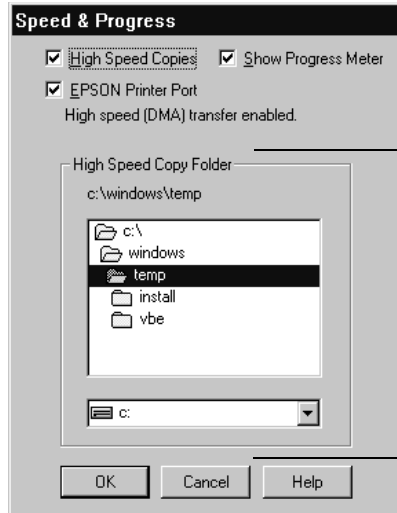 Speed & Progress
High Speed Copies Show Progress Meter
EPSON Printer Port
High speed (DMA) transfer enabled.
High Speed Copy Folder
c:\windows\temp
c:\
windows
temp
install
vbe
c:
OK Cancel Help